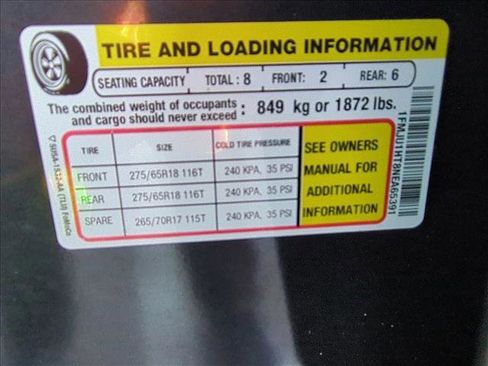 TIRE AND LOADING INFORMATION
SEATING CAPACITY TOTAL : 8 FRONT: 2 REAR: 6
The combined weight of occupants and cargo should never exceed : 849 kg or 1872 lbs.
TIRE SIZE COLD TIRE PRESSURE
FRONT 275/65R18 116T 240 KPA, 35 PSI
REAR 275/65R18 116T 240 KPA, 35 PSI
SPARE 265/70R17 115T 240 KPA, 35 PSI
SEE OWNERS
MANUAL FOR
ADDITIONAL
INFORMATION
1FMJU1HT8NEA65391